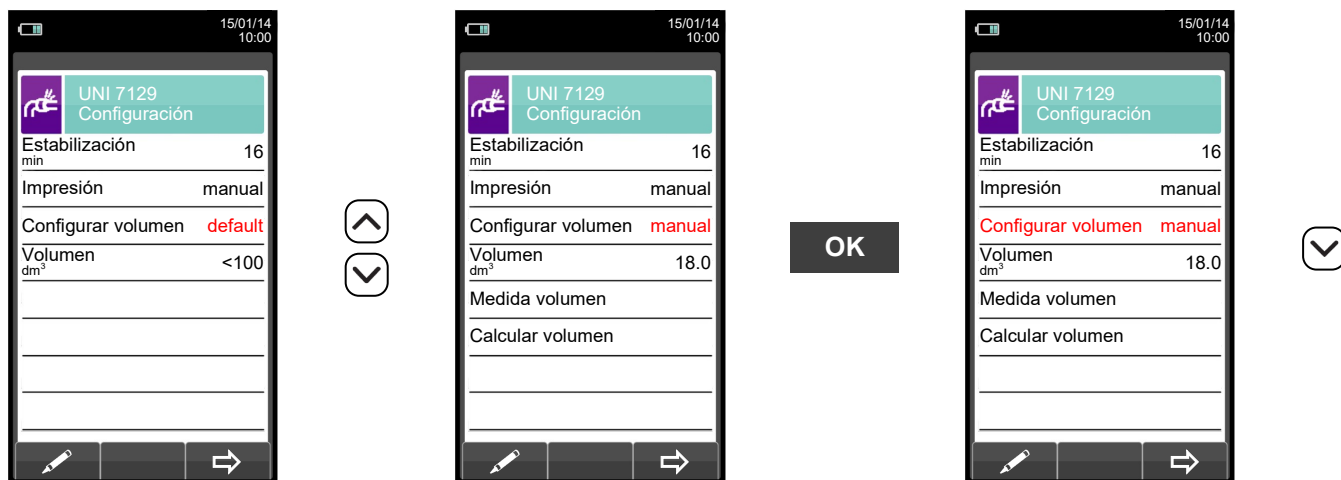 15/01/14
10:00
UNI 7129
Configuración
Estabilización
min
16
Impresión manual
Configurar volumen default
Volumen
dm³
<100
15/01/14
10:00
UNI 7129
Configuración
Estabilización
min
16
Impresión manual
Configurar volumen manual
Volumen
dm³
18.0
Medida volumen
Calcular volumen
OK
15/01/14
10:00
UNI 7129
Configuración
Estabilización
min
16
Impresión manual
Configurar volumen manual
Volumen
dm³
18.0
Medida volumen
Calcular volumen